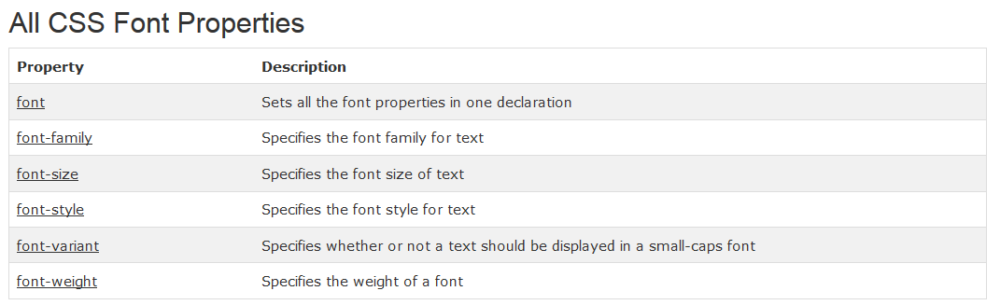 All CSS Font Properties
Property Description
font Sets all the font properties in one declaration
font-family Specifies the font family for text
font-size Specifies the font size of text
font-style Specifies the font style for text
font-variant Specifies whether or not a text should be displayed in a small-caps font
font-weight Specifies the weight of a font